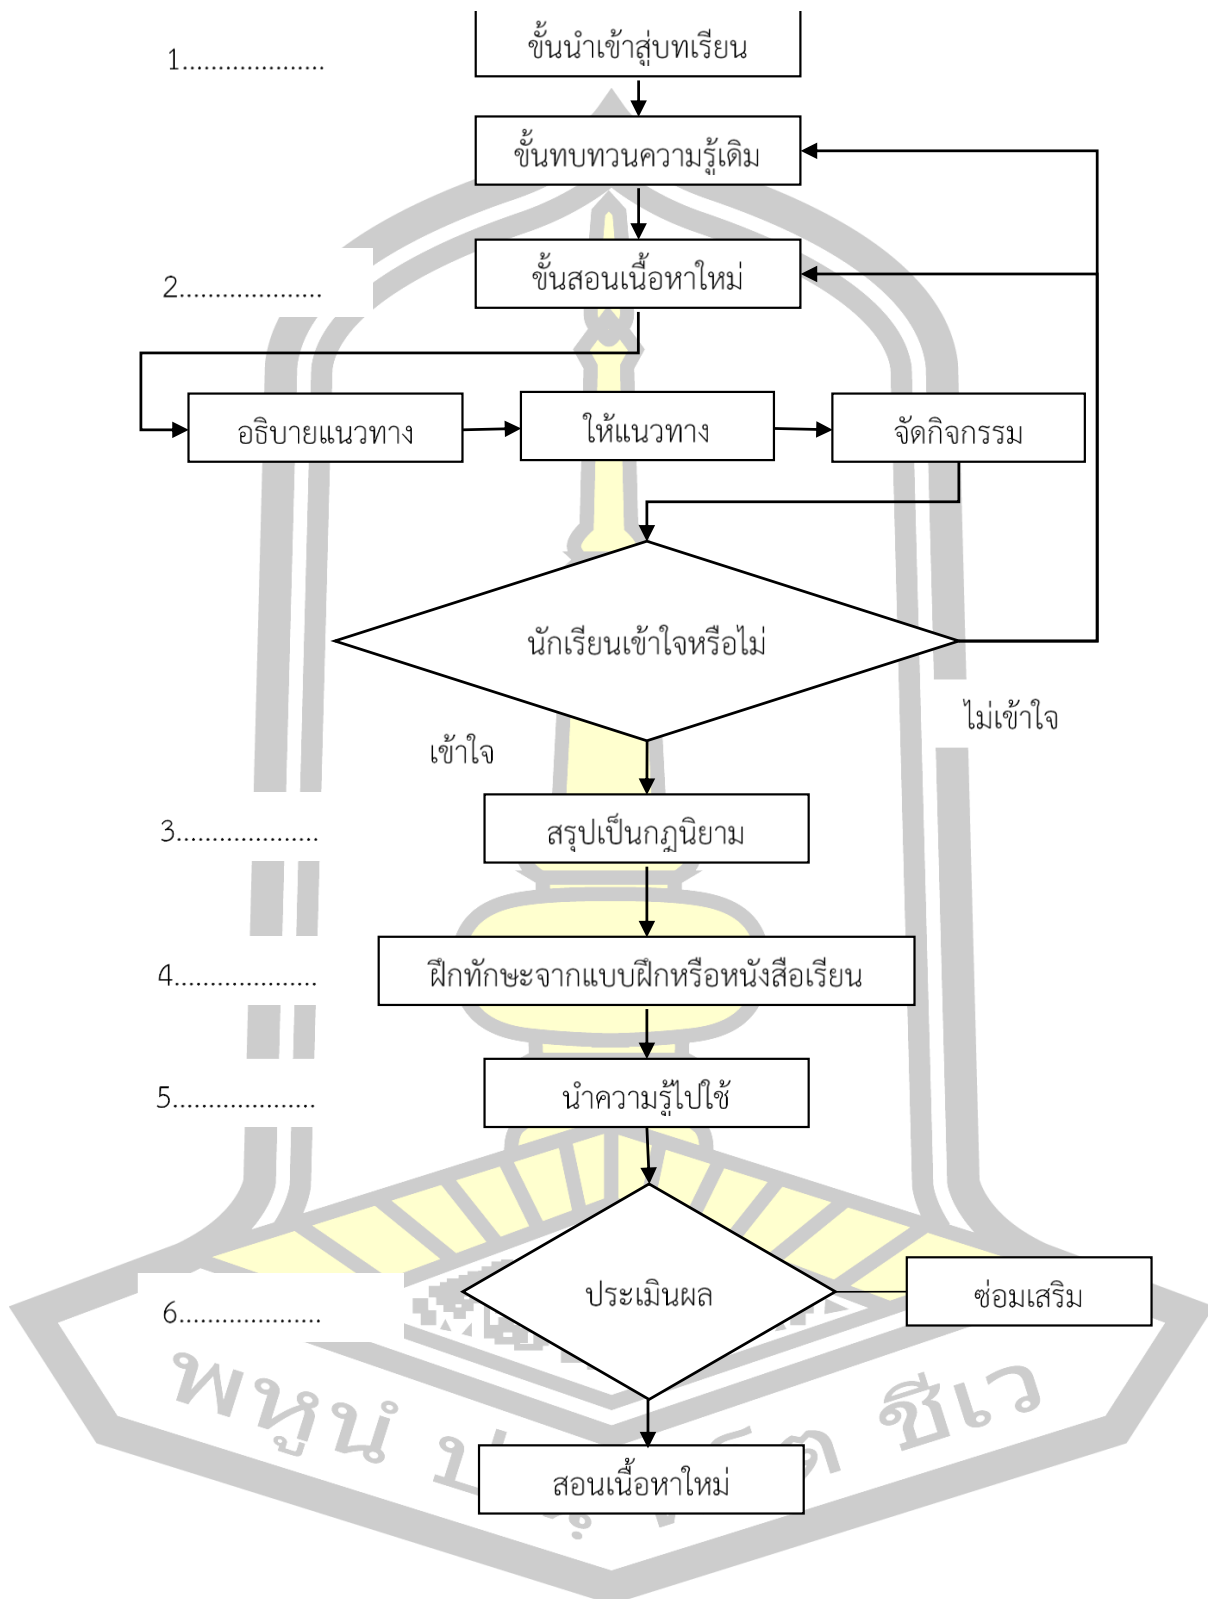 ขั้นนำเข้าสู่บทเรียน
1....................
ขั้นทบทวนความรู้เดิม
ขั้นสอนเนื้อหาใหม่
2....................
อธิบายแนวทาง
ให้แนวทาง
จัดกิจกรรม
นักเรียนเข้าใจหรือไม่
ไม่เข้าใจ
เข้าใจ
3....................
สรุปเป็นกฎนิยาม
4....................
ฝึกทักษะจากแบบฝึกหรือหนังสือเรียน
5....................
นำความรู้ไปใช้
ประเมินผล
ซ่อมเสริม
6....................
พหูนํ ชีเว
สอนเนื้อหาใหม่